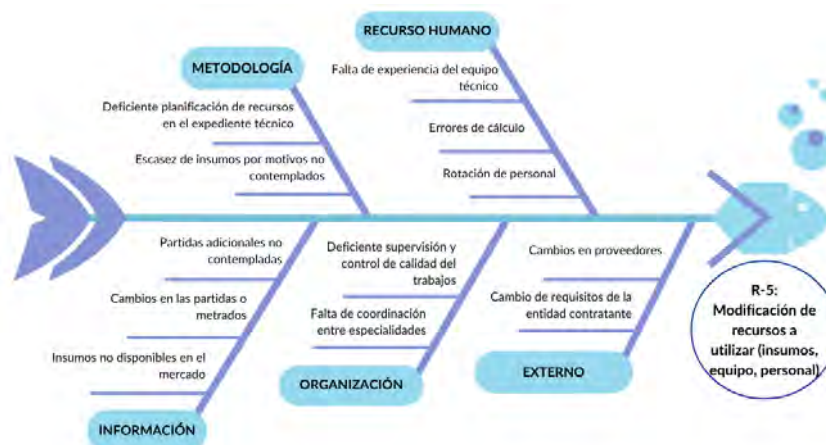 RECURSO HUMANO
METODOLOGÍA
Falta de experiencia del equipo
técnico
Deficiente planificación de recursos
en el expediente técnico
Errores de cálculo
Escasez de insumos por motivos no
contemplados
Rotación de personal
Partidas adicionales no
contempladas
Deficiente supervisión y
control de calidad del
trabajos
Cambios en proveedores
Cambios en las partidas o
metrados
Falta de coordinación
entre especialidades
Cambio de requisitos de la
entidad contratante
Insumos no disponibles en el
mercado
R-5:
Modificación de
recursos a
utilizar (insumos,
equipo, personal)
INFORMACIÓN
ORGANIZACIÓN
EXTERNO